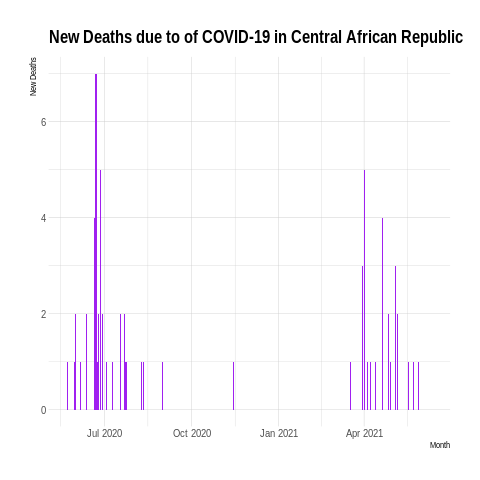 New Deaths due to of COVID-19 in Central African Republic
New Deaths
6
4
2
0
Jul 2020 Oct 2020 Jan 2021 Apr 2021
Month